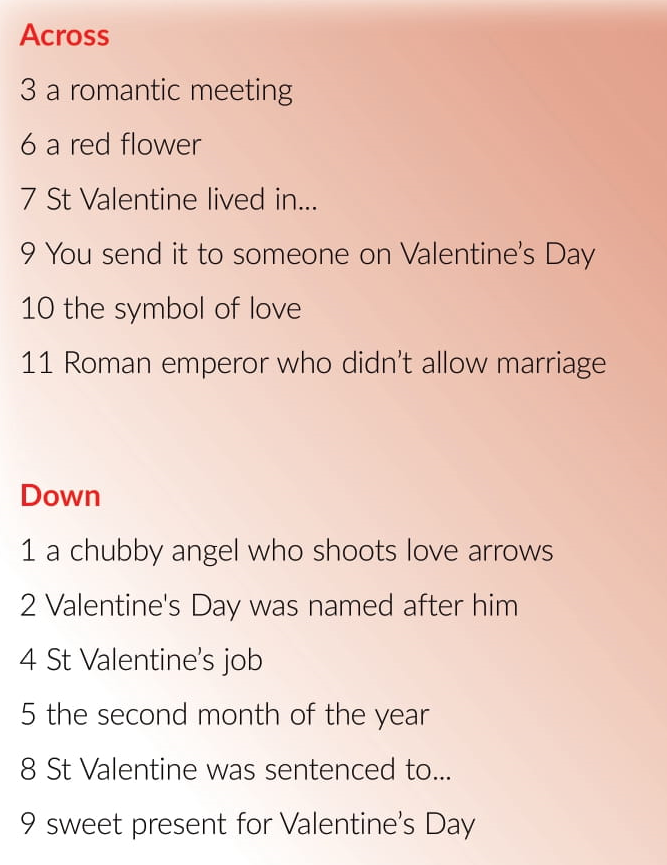 Across
3 a romantic meeting
6 a red flower
7 St Valentine lived in...
9 You send it to someone on Valentine’s Day
10 the symbol of love
11 Roman emperor who didn’t allow marriage
Down
1 a chubby angel who shoots love arrows
2 Valentine's Day was named after him
4 St Valentine’s job
5 the second month of the year
8 St Valentine was sentenced to...
9 sweet present for Valentine’s Day